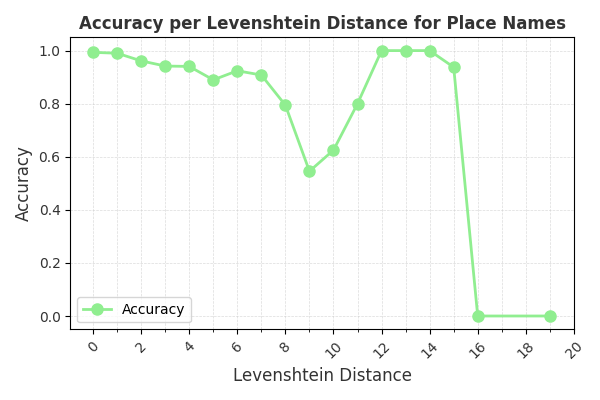 Accuracy per Levenshtein Distance for Place Names
1.0
0.8
0.6
0.4
0.2
0.0
Accuracy
Accuracy
0 2 4 6 8 10 12 14 16 18 20
Levenshtein Distance